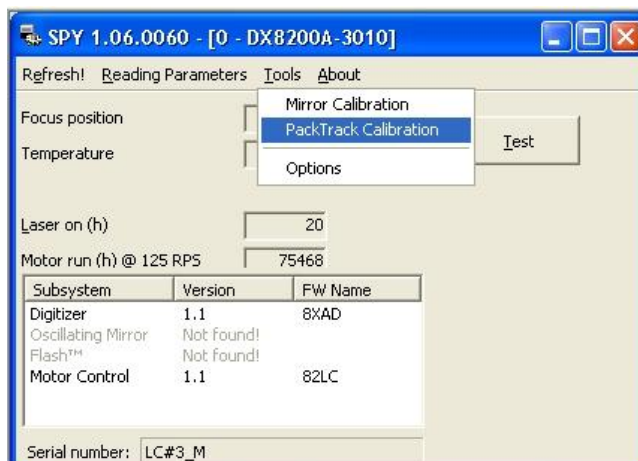 SPY 1.06.0060 - [0 - DX8200A-3010]
Refresh! Reading Parameters Tools About
Mirror Calibration
PackTrack Calibration
Options
Focus position
Temperature
Test
Laser on (h) 20
Motor run (h) @ 125 RPS 75468
Subsystem Version FW Name
Digitizer 1.1 8XAD
Oscillating Mirror Not found!
Flash™ Not found!
Motor Control 1.1 82LC
Serial number: LC#3_M